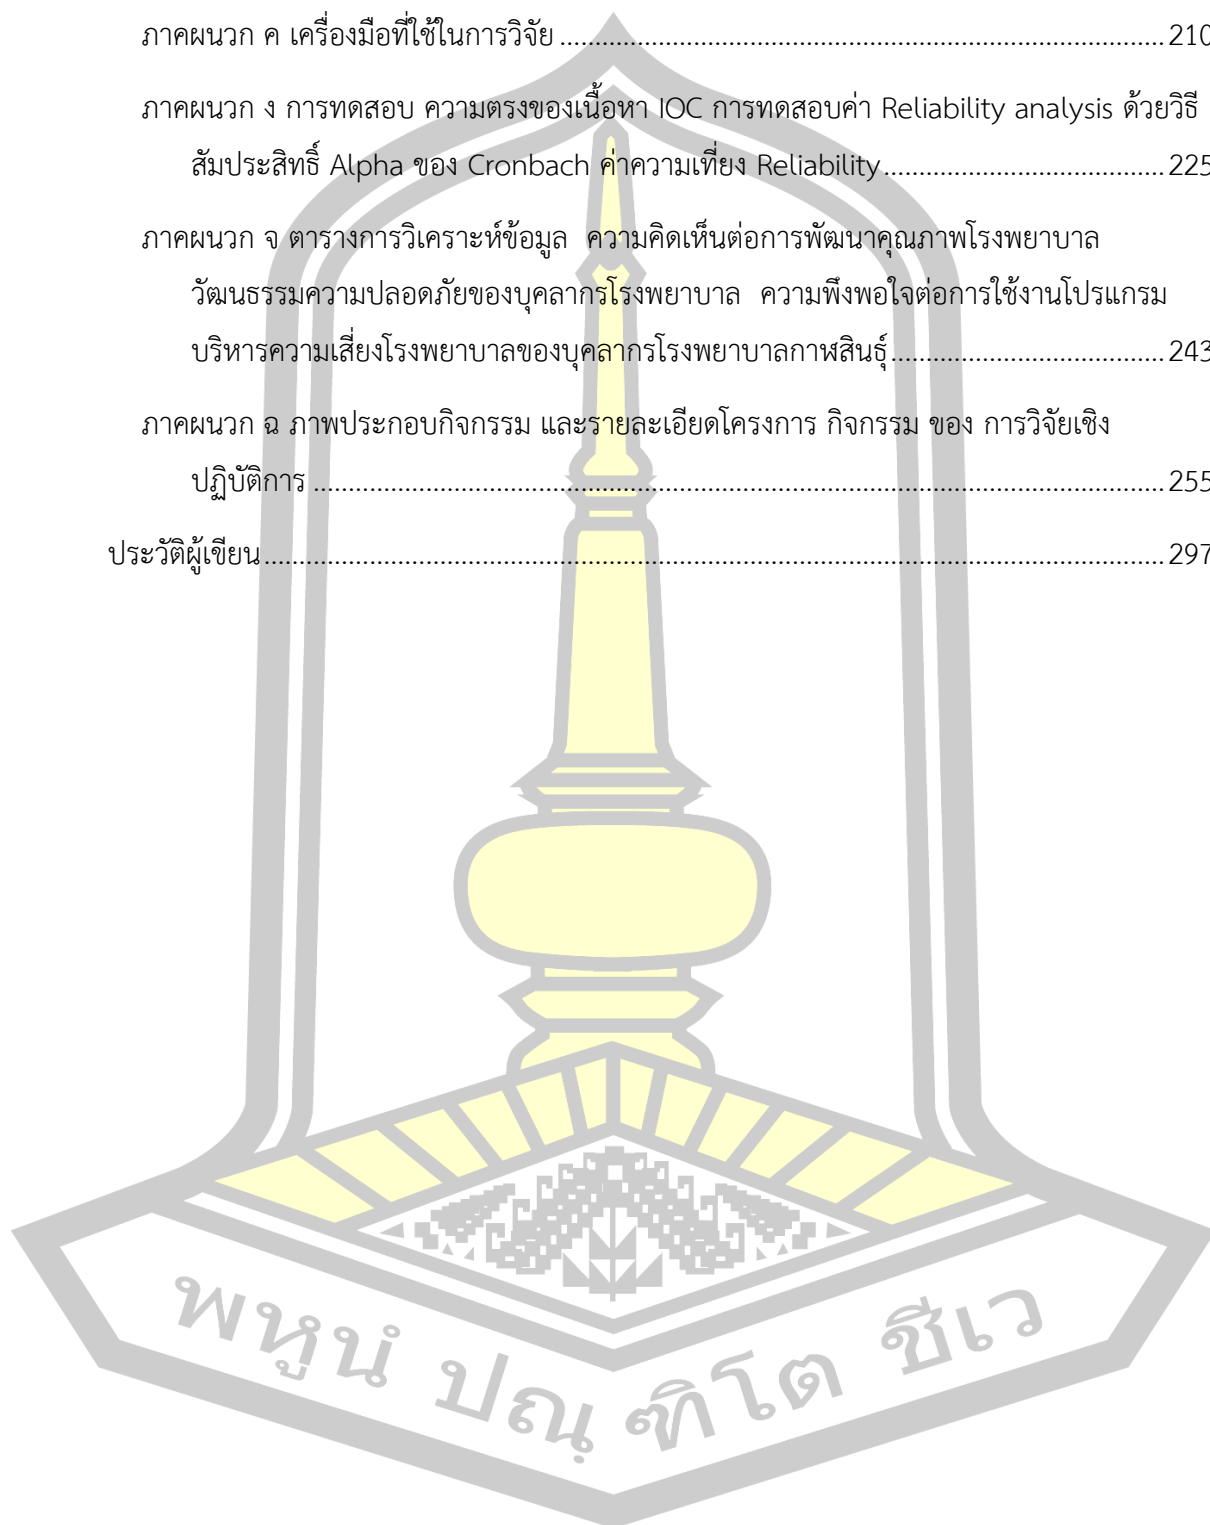 ภาคผนวก ค เครื่องมือที่ใช้ในการวิจัย ........................................................................................ 210
ภาคผนวก ง การทดสอบ ความตรงของเนื้อหา IOC การทดสอบค่า Reliability analysis ด้วยวิธี
สัมประสิทธิ์ Alpha ของ Cronbach ค่าความเที่ยง Reliability ........................................ 225
ภาคผนวก จ ตารางการวิเคราะห์ข้อมูล ความคิดเห็นต่อการพัฒนาคุณภาพโรงพยาบาล
วัฒนธรรมความปลอดภัยของบุคลากรโรงพยาบาล ความพึงพอใจต่อการใช้งานโปรแกรม
บริหารความเสี่ยงโรงพยาบาลของบุคลากรโรงพยาบาลกาฬสินธุ์ ....................................... 243
ภาคผนวก ฉ ภาพประกอบกิจกรรม และรายละเอียดโครงการ กิจกรรม ของ การวิจัยเชิง
ปฏิบัติการ ......................................................................................................................... 255
ประวัติผู้เขียน ................................................................................................................................ 297
พหูนํ ปณฺฑิโต ชีเว